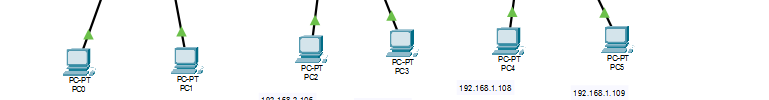 PC-PT
PC0
PC-PT
PC1
PC-PT
PC2
PC-PT
PC3
PC-PT
PC4
PC-PT
PC5
192.168.1.108
192.168.1.109